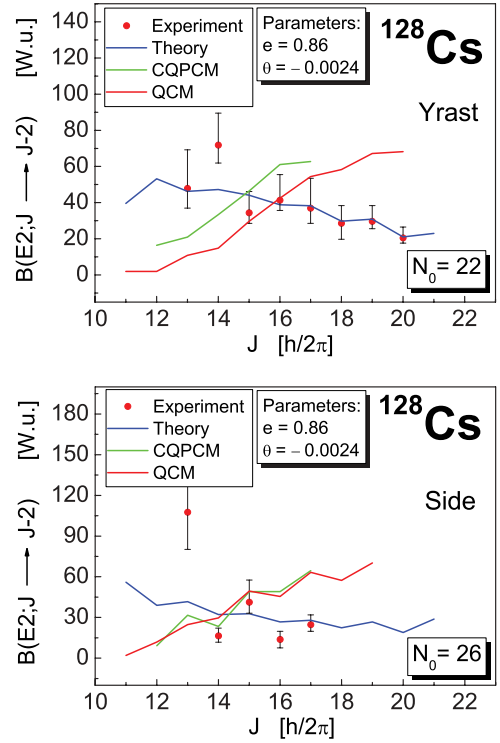 B(E2;J ⟶ J-2) [W.u.]
140
120
100
80
60
40
20
0
Experiment
Theory
CQPCM
QCM
Parameters:
e = 0.86
θ = – 0.0024
¹²⁸Cs
Yrast
N₀ = 22
10 12 14 16 18 20 22
J [h/2π]
B(E2;J ⟶ J-2) [W.u.]
180
150
120
90
60
30
0
Experiment
Theory
CQPCM
QCM
Parameters:
e = 0.86
θ = – 0.0024
¹²⁸Cs
Side
N₀ = 26
10 12 14 16 18 20 22
J [h/2π]